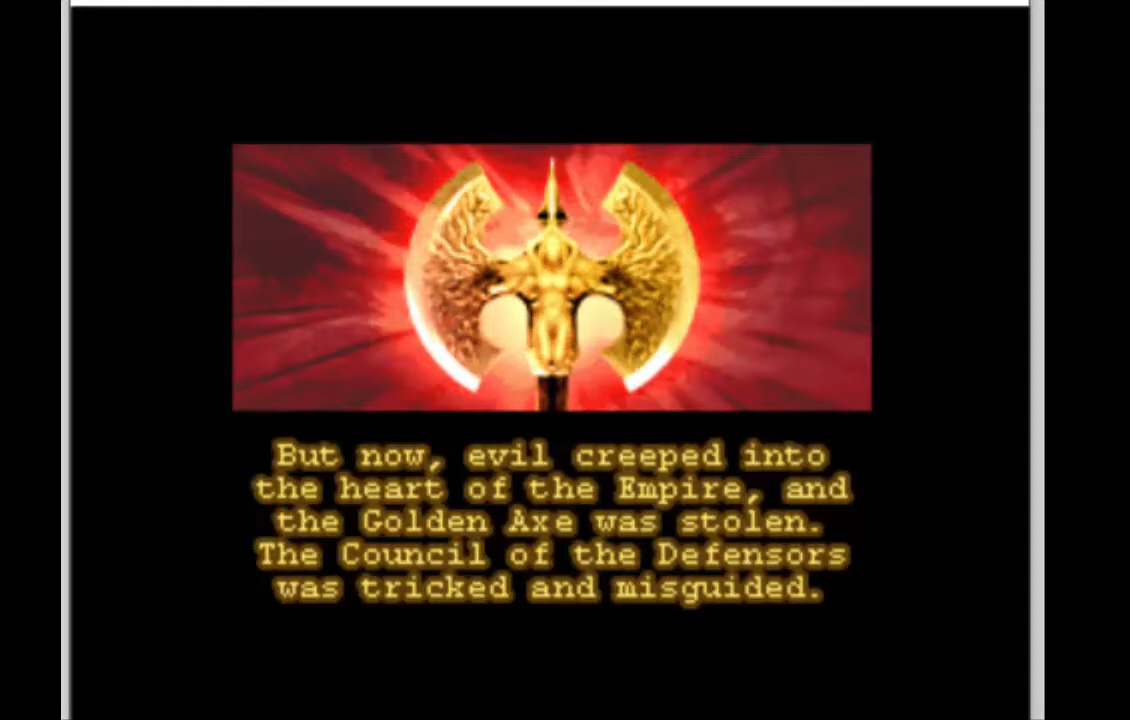 But now, evil creeped into
the heart of the Empire, and
the Golden Axe was stolen.
The Council of the Defensors
was tricked and misguided.